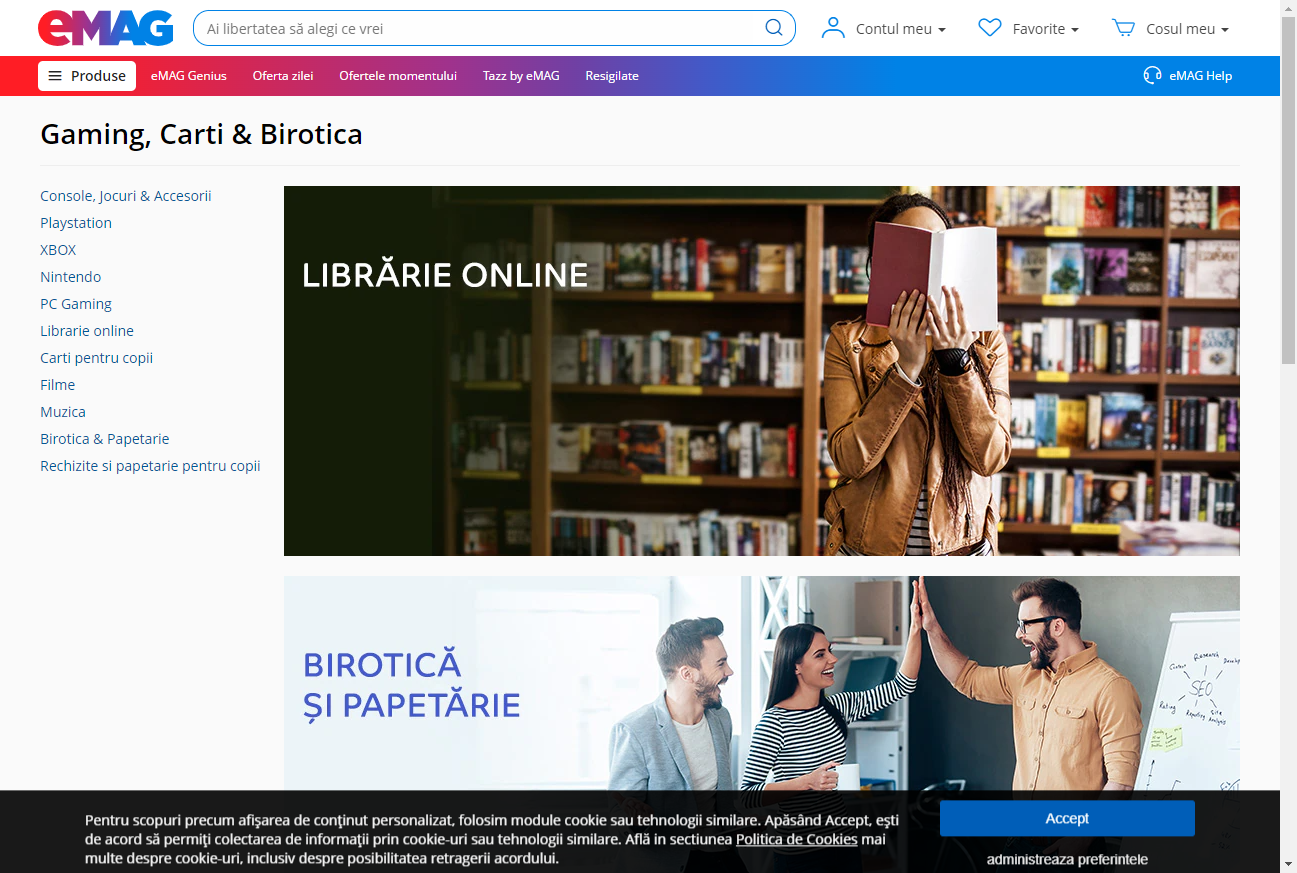 eMAG
Ai libertatea să alegi ce vrei
Contul meu
Favorite
Cosul meu
Produse
eMAG Genius
Oferta zilei
Ofertele momentului
Tazz by eMAG
Resigilate
eMAG Help
Gaming, Carti & Birotica
Console, Jocuri & Accesorii
Playstation
XBOX
Nintendo
PC Gaming
Librarie online
Carti pentru copii
Filme
Muzica
Birotica & Papetarie
Rechizite si papetarie pentru copii
LIBRĂRIE ONLINE
BIROTICĂ
ȘI PAPETĂRIE
Content
Research
SEO
Rating
Reporting
Site
Analysis
Pentru scopuri precum afişarea de conţinut personalizat, folosim module cookie sau tehnologii similare. Apăsând Accept, eşti
de acord să permiţi colectarea de informaţii prin cookie-uri sau tehnologii similare. Află in sectiunea Politica de Cookies mai
multe despre cookie-uri, inclusiv despre posibilitatea retragerii acordului.
Accept
administreaza preferintele